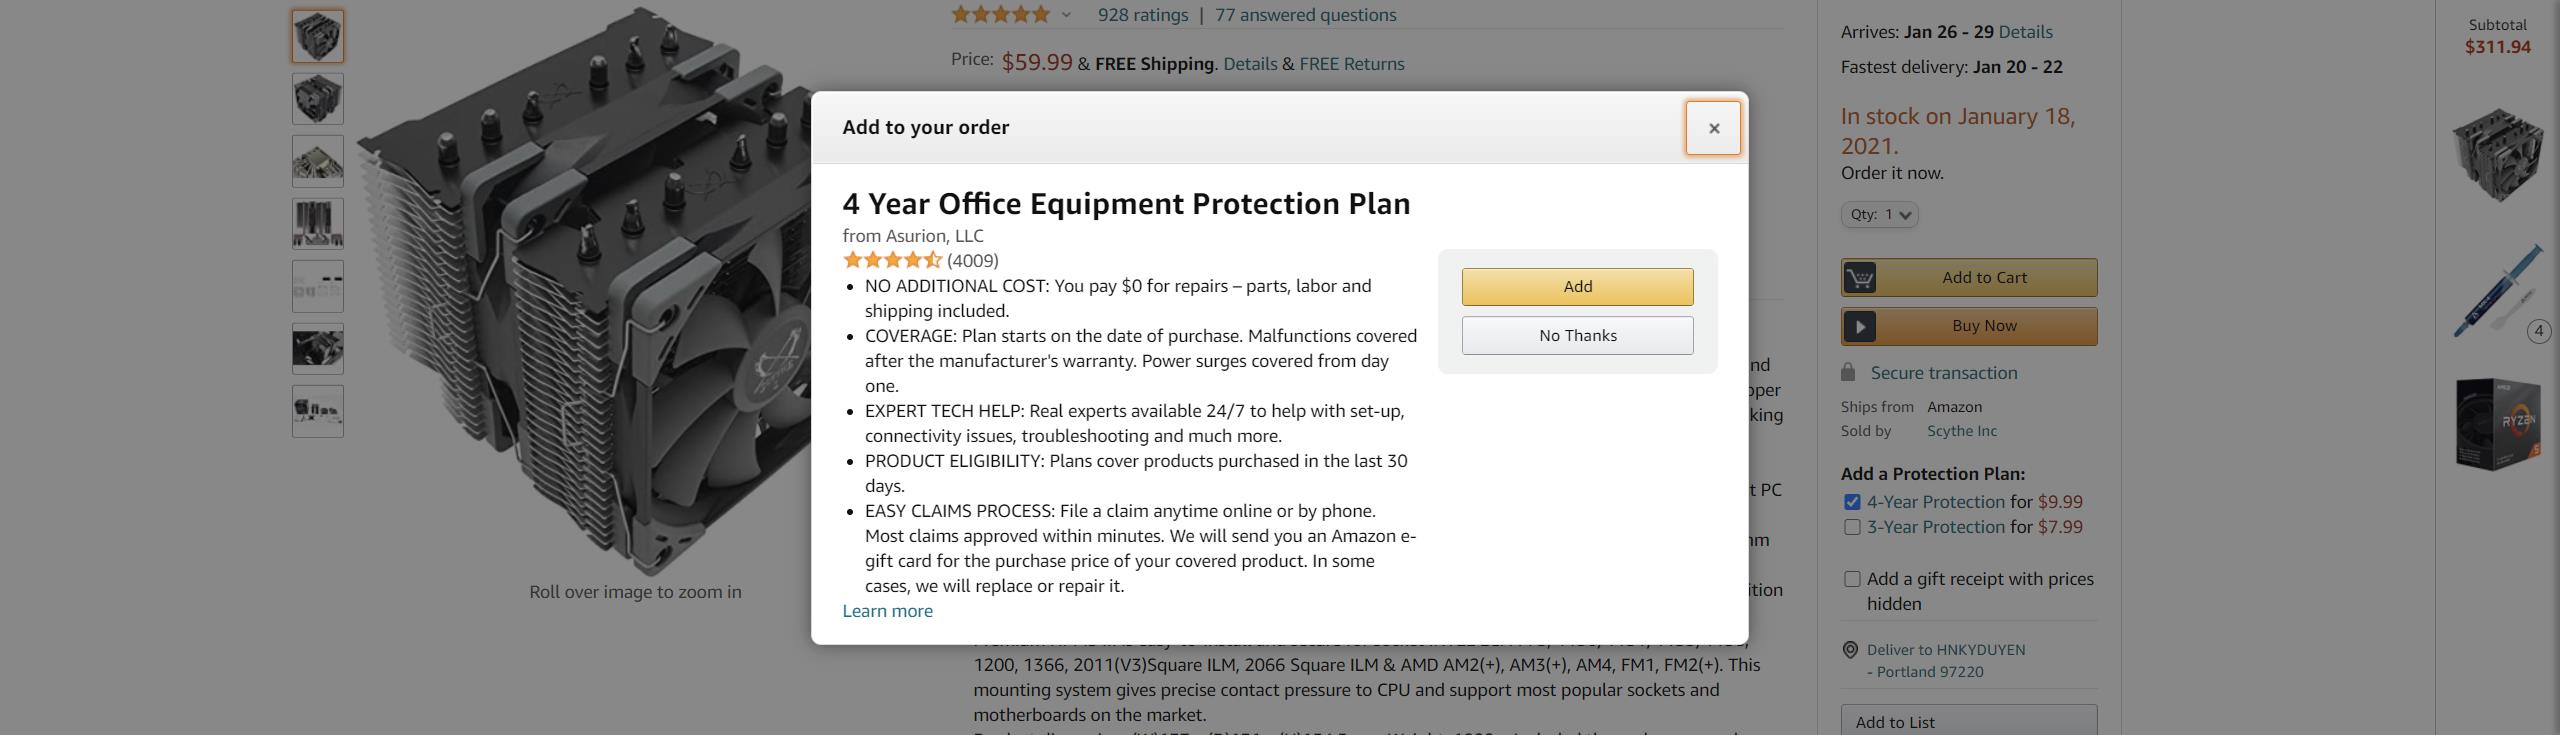 928 ratings | 77 answered questions
Price: $59.99 & FREE Shipping. Details & FREE Returns
Add to your order
×
4 Year Office Equipment Protection Plan
from Asurion, LLC
(4009)
• NO ADDITIONAL COST: You pay $0 for repairs – parts, labor and
shipping included.
• COVERAGE: Plan starts on the date of purchase. Malfunctions covered
after the manufacturer's warranty. Power surges covered from day
one.
• EXPERT TECH HELP: Real experts available 24/7 to help with set-up,
connectivity issues, troubleshooting and much more.
• PRODUCT ELIGIBILITY: Plans cover products purchased in the last 30
days.
• EASY CLAIMS PROCESS: File a claim anytime online or by phone.
Most claims approved within minutes. We will send you an Amazon e-
gift card for the purchase price of your covered product. In some
cases, we will replace or repair it.
Learn more
Add
No Thanks
Roll over image to zoom in
nd
per
king
t PC
ition
1200, 1366, 2011(V3)Square ILM, 2066 Square ILM & AMD AM2(+), AM3(+), AM4, FM1, FM2(+). This
mounting system gives precise contact pressure to CPU and support most popular sockets and
motherboards on the market.
Arrives: Jan 26 - 29 Details
Fastest delivery: Jan 20 - 22
In stock on January 18,
2021.
Order it now.
Qty: 1
Add to Cart
Buy Now
Secure transaction
Ships from Amazon
Sold by Scythe Inc
Add a Protection Plan:
4-Year Protection for $9.99
3-Year Protection for $7.99
Add a gift receipt with prices
hidden
Deliver to HNKYDUYEN
- Portland 97220
Add to List
Subtotal
$311.94
4
AMD
RYZEN
5